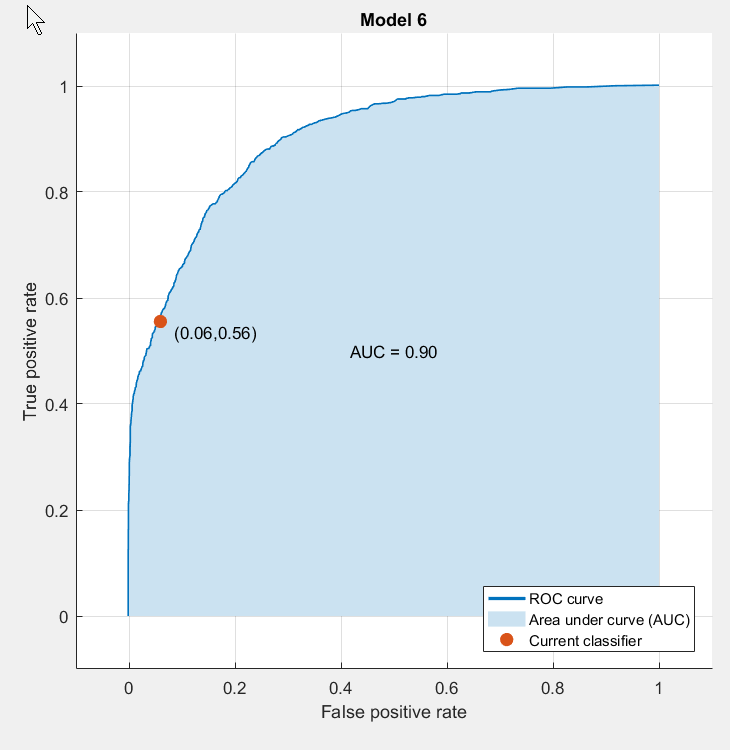 Model 6
1
0.8
0.6
0.4
0.2
0
True positive rate
(0.06,0.56)
AUC = 0.90
ROC curve
Area under curve (AUC)
Current classifier
0 0.2 0.4 0.6 0.8 1
False positive rate